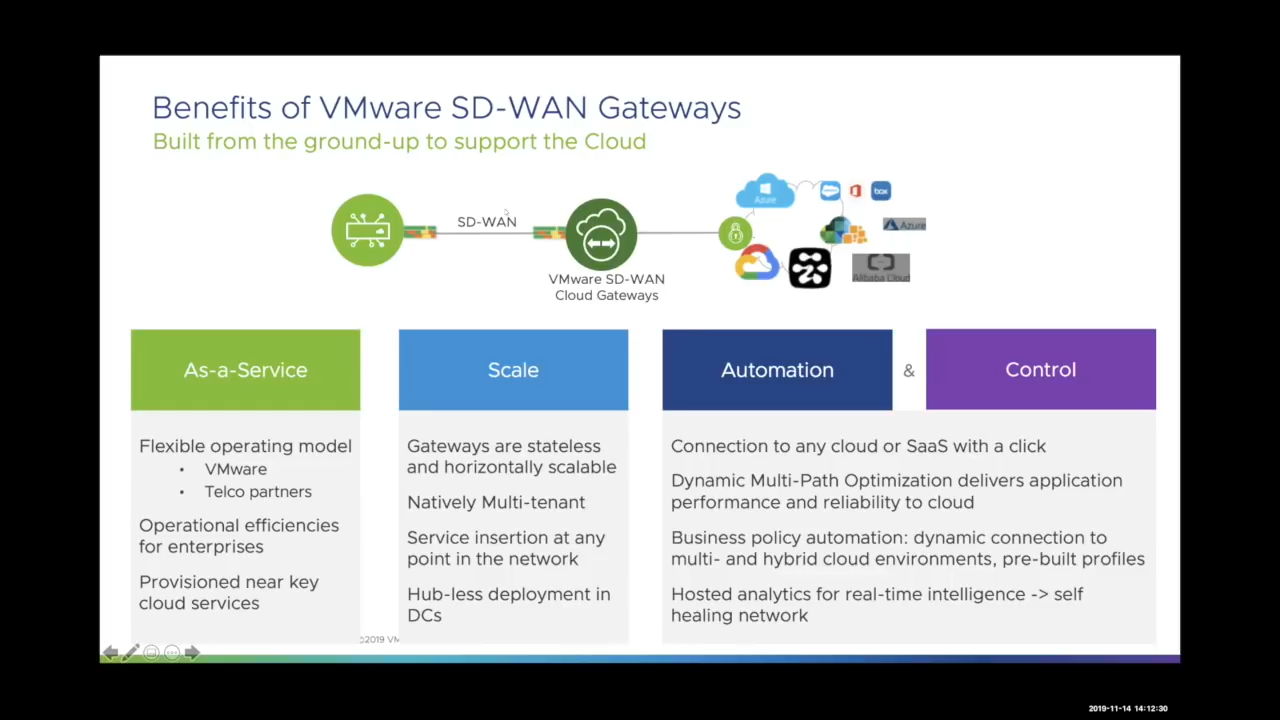 Benefits of VMware SD-WAN Gateways
Built from the ground-up to support the Cloud
Azure
box
SD-WAN
Azure
VMware SD-WAN
Cloud Gateways
Alibaba Cloud
As-a-Service
Scale
Automation
&
Control
Flexible operating model
• VMware
• Telco partners
Operational efficiencies
for enterprises
Provisioned near key
cloud services
Gateways are stateless
and horizontally scalable
Natively Multi-tenant
Service insertion at any
point in the network
Hub-less deployment in
DCs
Connection to any cloud or SaaS with a click
Dynamic Multi-Path Optimization delivers application
performance and reliability to cloud
Business policy automation: dynamic connection to
multi- and hybrid cloud environments, pre-built profiles
Hosted analytics for real-time intelligence -> self
healing network
©2019 VM
2019-11-14 14:12:30